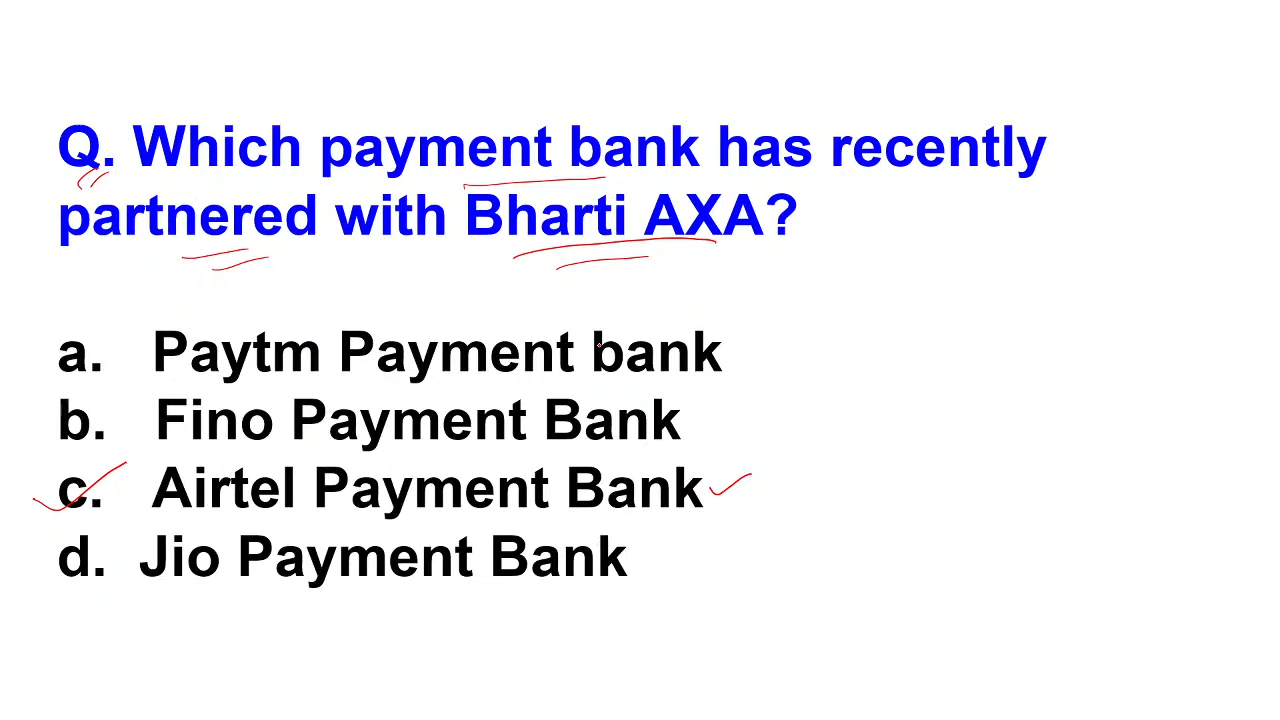 Q. Which payment bank has recently
partnered with Bharti AXA?
a. Paytm Payment bank
b. Fino Payment Bank
c. Airtel Payment Bank
d. Jio Payment Bank